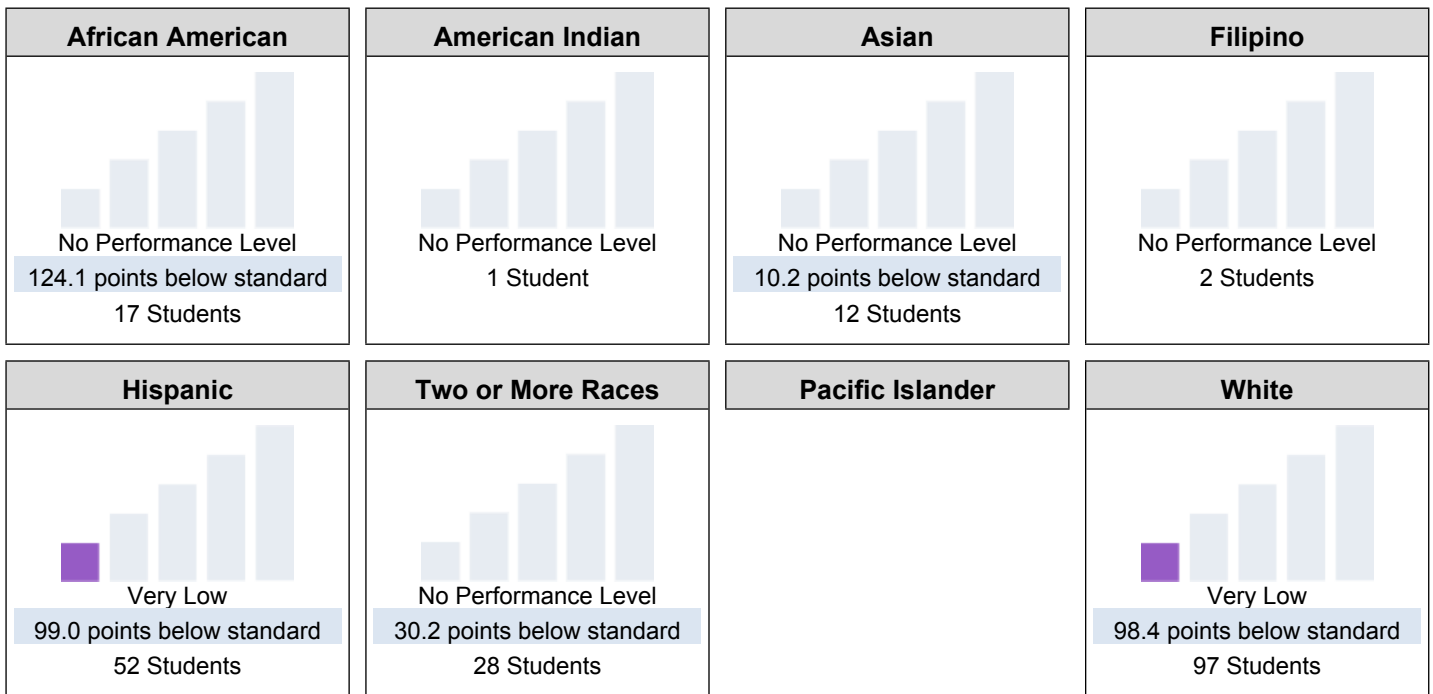 African American
No Performance Level
124.1 points below standard
17 Students
American Indian
No Performance Level
1 Student
Asian
No Performance Level
10.2 points below standard
12 Students
Filipino
No Performance Level
2 Students
Hispanic
Very Low
99.0 points below standard
52 Students
Two or More Races
No Performance Level
30.2 points below standard
28 Students
Pacific Islander
White
Very Low
98.4 points below standard
97 Students